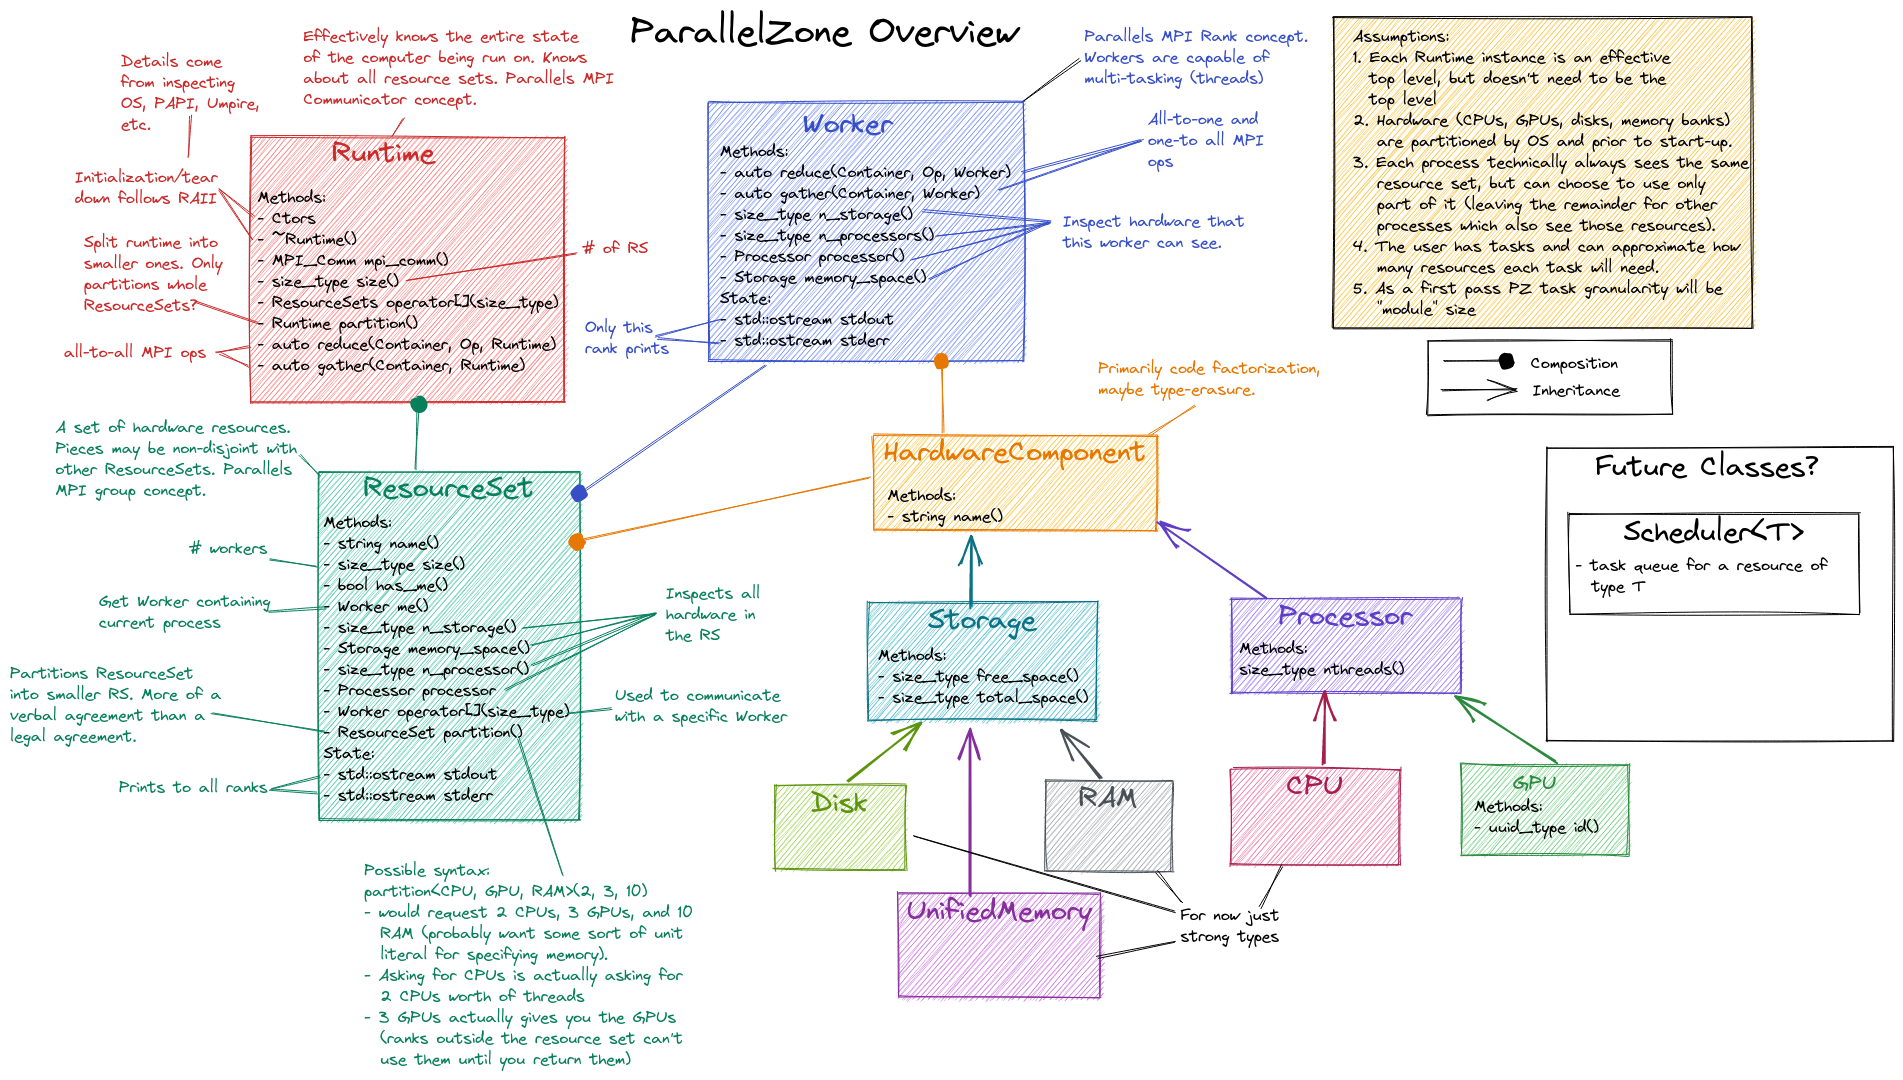 ParallelZone Overview
Details come
from inspecting
OS, PAPI, Umpire,
etc.
Effectively knows the entire state
of the computer being run on. Knows
about all resource sets. Parallels MPI
Communicator concept.
Initialization/tear
down follows RAII
Split runtime into
smaller ones. Only
partitions whole
ResourceSets?
all-to-all MPI ops
# of RS
Runtime
Methods:
- Ctors
- ~Runtime()
- MPI_Comm mpi_comm()
- size_type size()
- ResourceSets operator[](size_type)
- Runtime partition()
- auto reduce(Container, Op, Runtime)
- auto gather(Container, Runtime)
Worker
Methods:
- auto reduce(Container, Op, Worker)
- auto gather(Container, Worker)
- size_type n_storage()
- size_type n_processors()
- Processor processor()
- Storage memory_space()
State:
- std::ostream stdout
- std::ostream stderr
Parallels MPI Rank concept.
Workers are capable of
multi-tasking (threads)
All-to-one and
one-to all MPI
ops
Inspect hardware that
this worker can see.
Only this
rank prints
Assumptions:
1. Each Runtime instance is an effective
top level, but doesn't need to be the
top level
2. Hardware (CPUs, GPUs, disks, memory banks)
are partitioned by OS and prior to start-up.
3. Each process technically always sees the same
resource set, but can choose to use only
part of it (leaving the remainder for other
processes which also see those resources).
4. The user has tasks and can approximate how
many resources each task will need.
5. As a first pass PZ task granularity will be
"module" size
Composition
Inheritance
A set of hardware resources.
Pieces may be non-disjoint with
other ResourceSets. Parallels
MPI group concept.
# workers
Get Worker containing
current process
Partitions ResourceSet
into smaller RS. More of a
verbal agreement than a
legal agreement.
Prints to all ranks
ResourceSet
Methods:
- string name()
- size_type size()
- bool has_me()
- Worker me()
- size_type n_storage()
- Storage memory_space()
- size_type n_processor()
- Processor processor
- Worker operator[](size_type)
- ResourceSet partition()
State:
- std::ostream stdout
- std::ostream stderr
Inspects all
hardware in
the RS
Used to communicate
with a specific Worker
Possible syntax:
partition<CPU, GPU, RAM>(2, 3, 10)
- would request 2 CPUs, 3 GPUs, and 10
RAM (probably want some sort of unit
literal for specifying memory).
- Asking for CPUs is actually asking for
2 CPUs worth of threads
- 3 GPUs actually gives you the GPUs
(ranks outside the resource set can't
use them until you return them)
Primarily code factorization,
maybe type-erasure.
HardwareComponent
Methods:
- string name()
Storage
Methods:
- size_type free_space()
- size_type total_space()
Processor
Methods:
size_type nthreads()
Disk
RAM
CPU
GPU
Methods:
- uuid_type id()
UnifiedMemory
For now just
strong types
Future Classes?
Scheduler<T>
- task queue for a resource of
type T